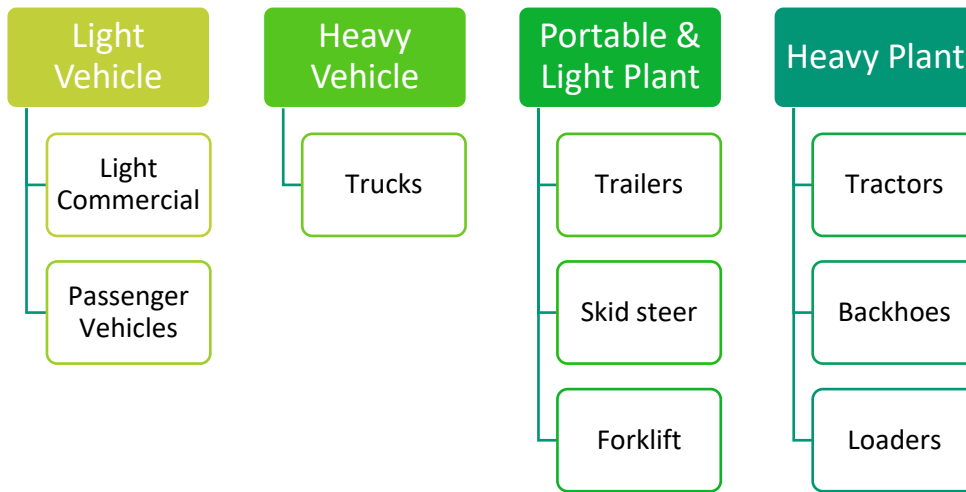 Light
Vehicle
Light
Commercial
Passenger
Vehicles
Heavy
Vehicle
Trucks
Portable &
Light Plant
Trailers
Skid steer
Forklift
Heavy Plant
Tractors
Backhoes
Loaders